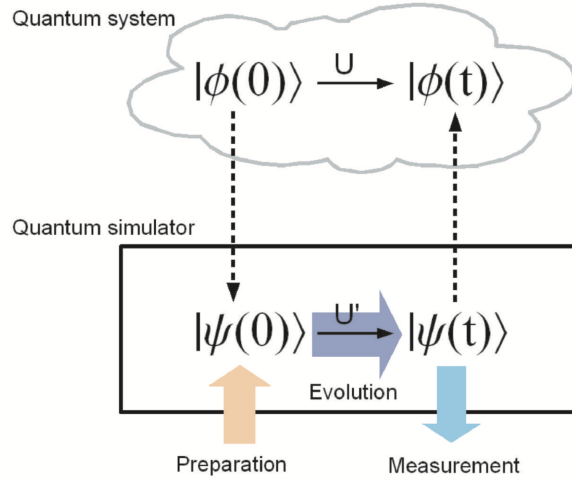 Quantum system
|ϕ(0)⟩ U |ϕ(t)⟩
Quantum simulator
|ψ(0)⟩ U' |ψ(t)⟩
Evolution
Preparation Measurement